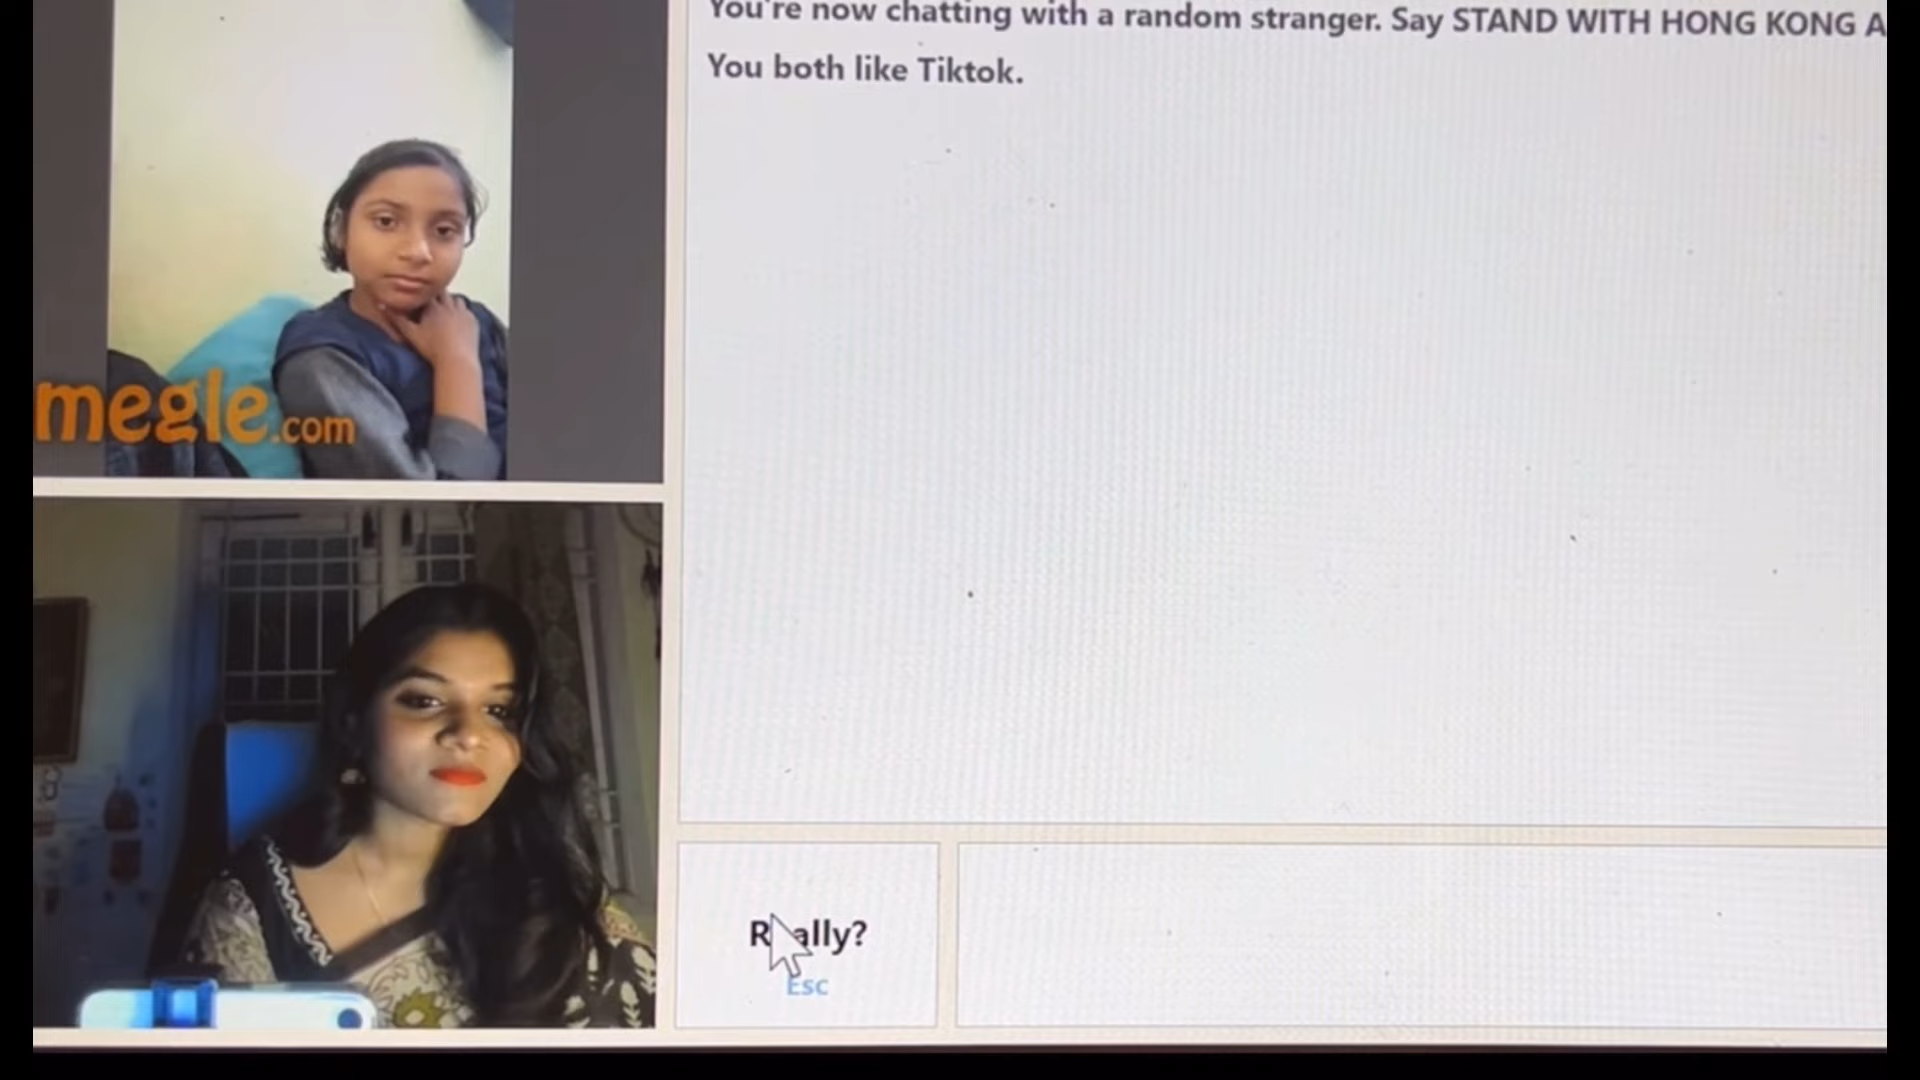 You're now chatting with a random stranger. Say STAND WITH HONG KONG A
You both like Tiktok.
megle.com
Really?
Esc